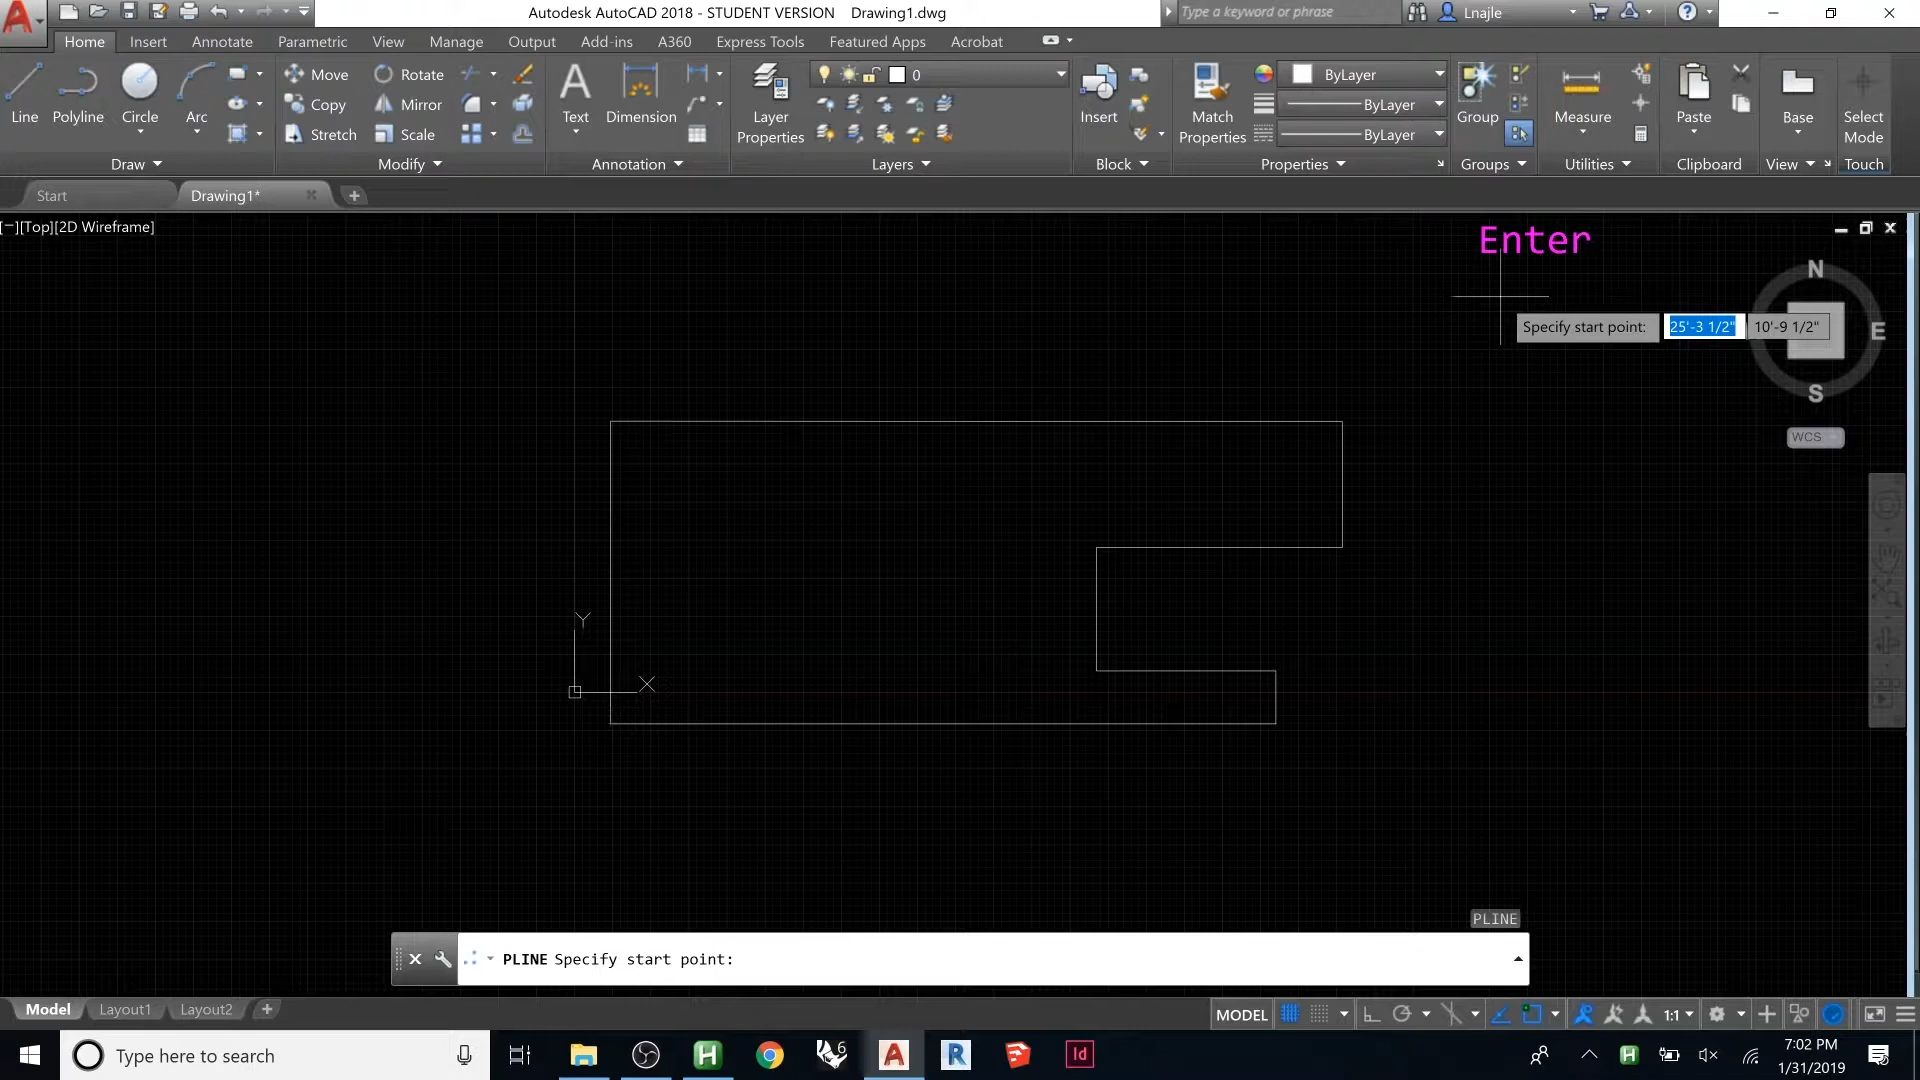 Autodesk AutoCAD 2018 - STUDENT VERSION Drawing1.dwg
Type a keyword or phrase
Lnajle
Home Insert Annotate Parametric View Manage Output Add-ins A360 Express Tools Featured Apps Acrobat
Line Polyline Circle Arc
Move Rotate
Copy Mirror
Stretch Scale
Text Dimension
Layer Properties
0
Insert
Match Properties
ByLayer
ByLayer
ByLayer
Group
Measure
Paste
Base
Select Mode
Draw Modify Annotation Layers Block Properties Groups Utilities Clipboard View Touch
Start Drawing1*
[−][Top][2D Wireframe]
Enter
N
E
S
WCS
Specify start point: 25'-3 1/2" 10'-9 1/2"
Y
X
PLINE
PLINE Specify start point:
Model Layout1 Layout2
MODEL 1:1
Type here to search
H
6
A
R
Id
H
7:02 PM
1/31/2019